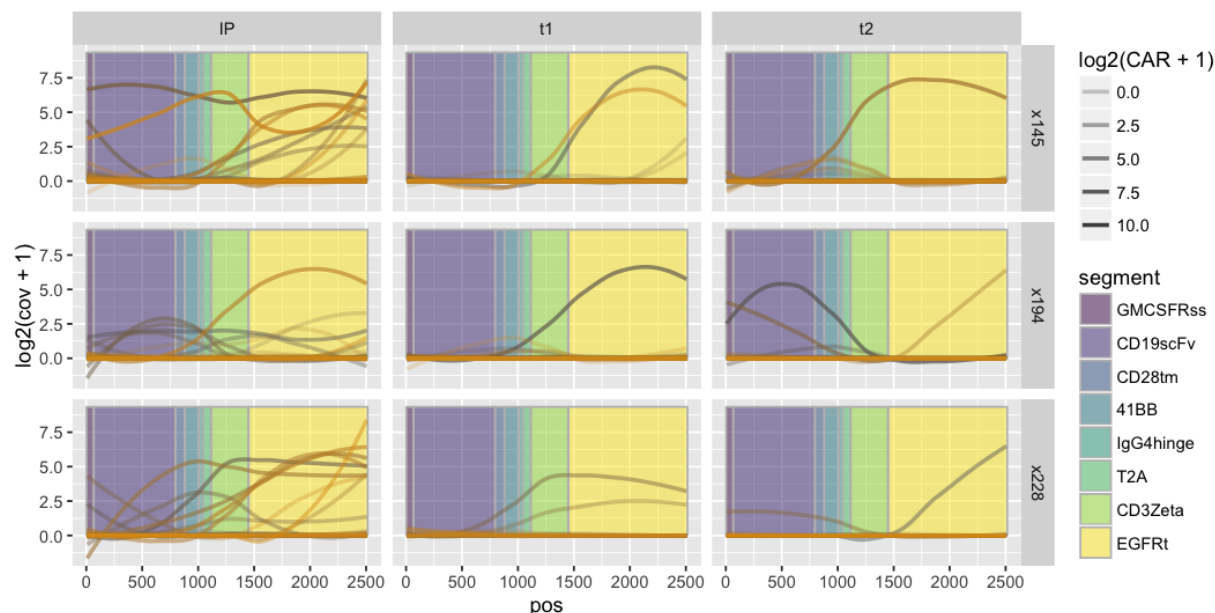 IP
t1
t2
7.5
5.0
2.5
0.0
x145
7.5
5.0
2.5
0.0
x194
7.5
5.0
2.5
0.0
x228
log2(cov + 1)
0 500 1000 1500 2000 2500
0 500 1000 1500 2000 2500
0 500 1000 1500 2000 2500
pos
log2(CAR + 1)
0.0
2.5
5.0
7.5
10.0
segment
GMCSFRss
CD19scFv
CD28tm
41BB
IgG4hinge
T2A
CD3Zeta
EGFRt